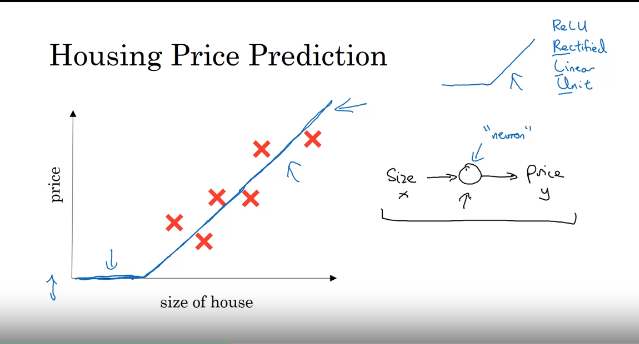 Housing Price Prediction
ReLU
Rectified
Linear
Unit
"neuron"
Size
x
Price
y
price
size of house